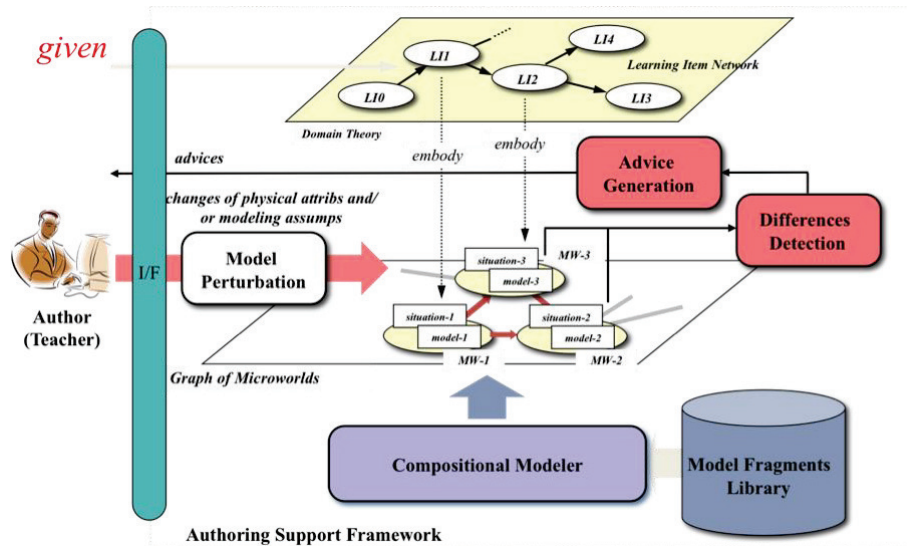 given
LI1
LI4
LI0
LI2
LI3
Learning Item Network
Domain Theory
embody
embody
advices
Advice
Generation
changes of physical attribs and/
or modeling assumps
Differences
Detection
I/F
Model
Perturbation
Author
(Teacher)
situation-3
model-3
MW-3
situation-1
model-1
MW-1
situation-2
model-2
MW-2
Graph of Microworlds
Compositional Modeler
Model Fragments
Library
Authoring Support Framework